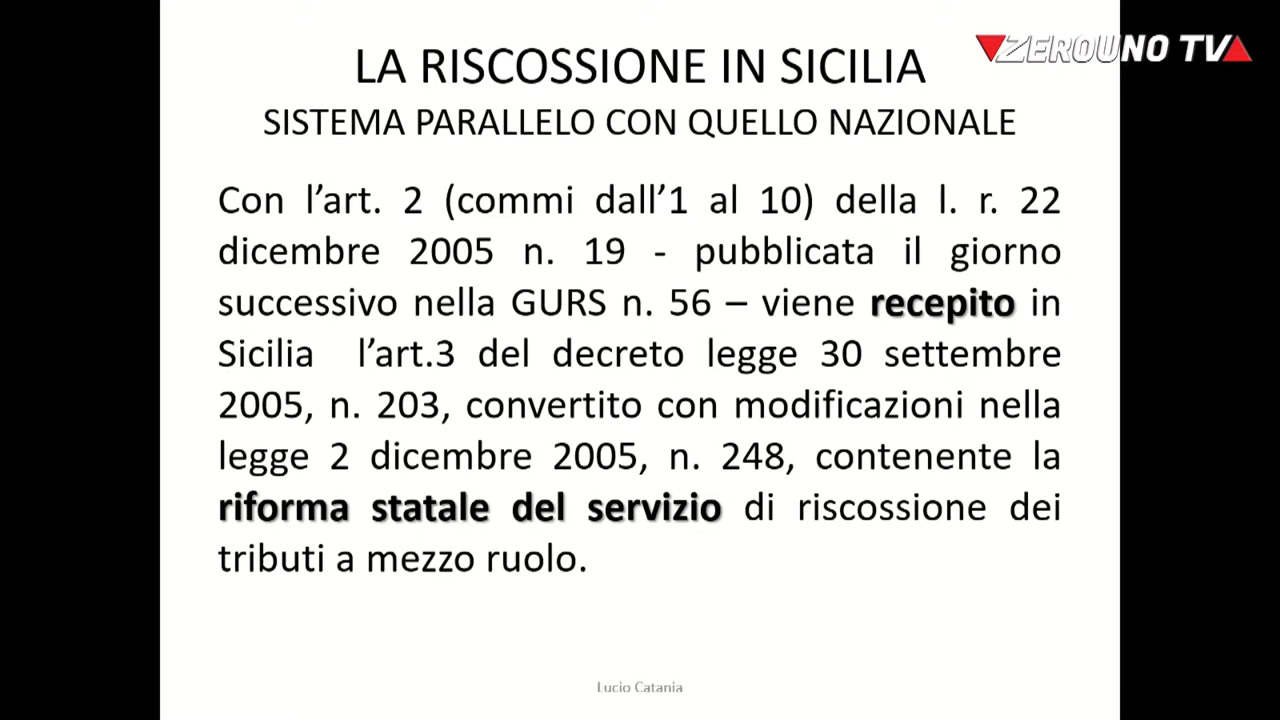 ZEROUNO TV
LA RISCOSSIONE IN SICILIA
SISTEMA PARALLELO CON QUELLO NAZIONALE
Con l’art. 2 (commi dall’1 al 10) della l. r. 22
dicembre 2005 n. 19 - pubblicata il giorno
successivo nella GURS n. 56 – viene recepito in
Sicilia l’art.3 del decreto legge 30 settembre
2005, n. 203, convertito con modificazioni nella
legge 2 dicembre 2005, n. 248, contenente la
riforma statale del servizio di riscossione dei
tributi a mezzo ruolo.
Lucio Catania